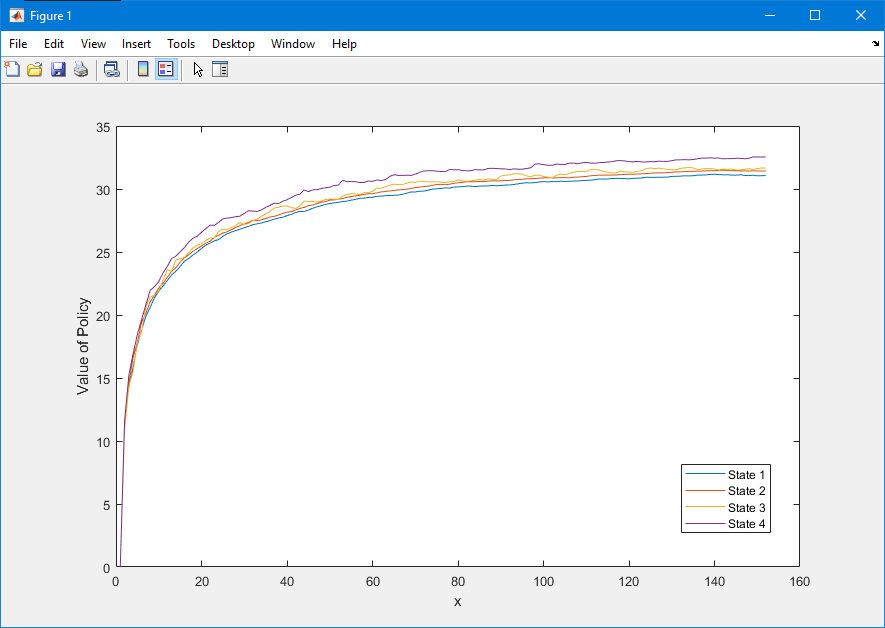 Figure 1
File Edit View Insert Tools Desktop Window Help
35
30
25
20
15
10
5
0
Value of Policy
State 1
State 2
State 3
State 4
0 20 40 60 80 100 120 140 160
x